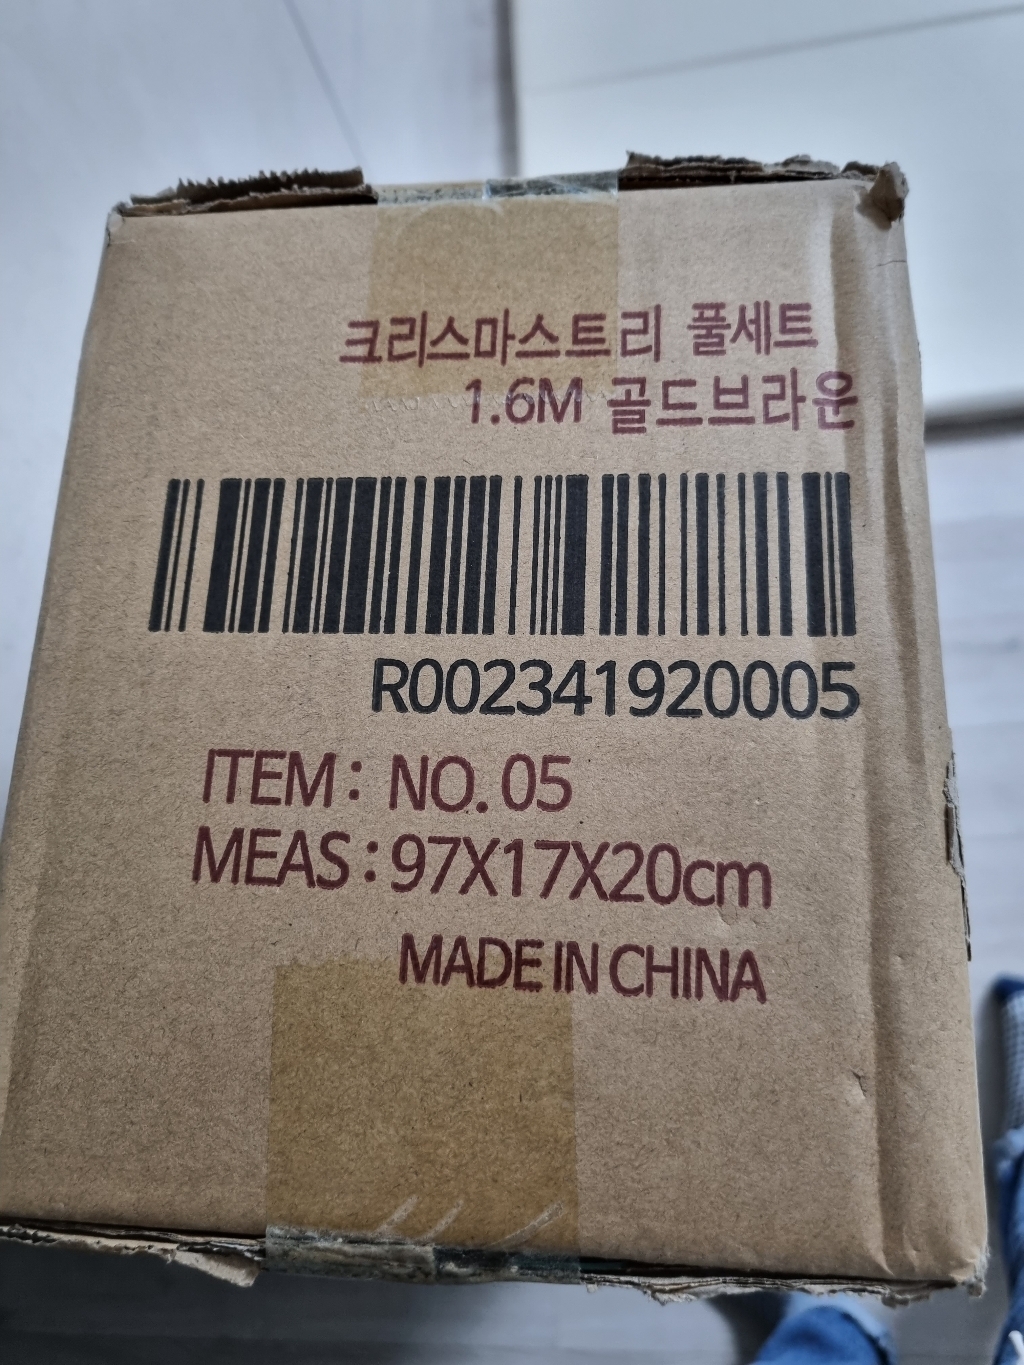 크리스마스트리 풀세트
1.6M 골드브라운
R002341920005
ITEM: NO.05
MEAS:97X17X20cm
MADE IN CHINA